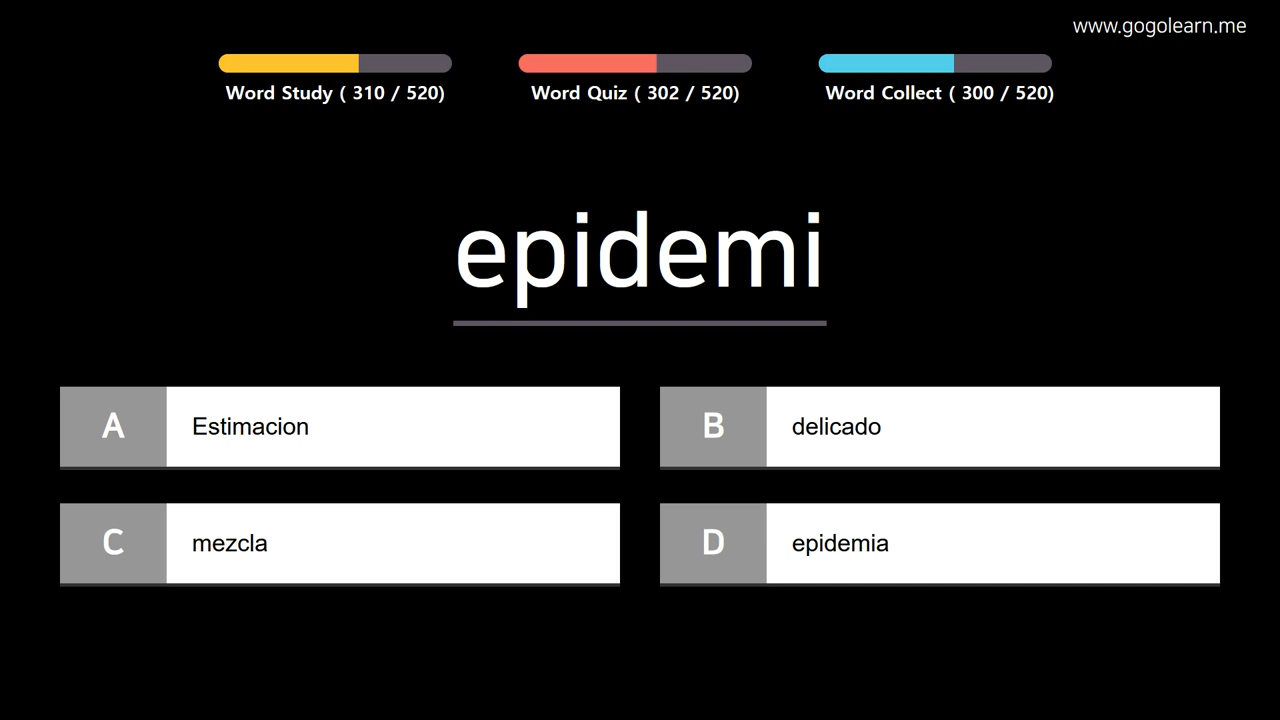 www.gogolearn.me
Word Study ( 310 / 520)
Word Quiz ( 302 / 520)
Word Collect ( 300 / 520)
epidemi
A Estimacion
B delicado
C mezcla
D epidemia